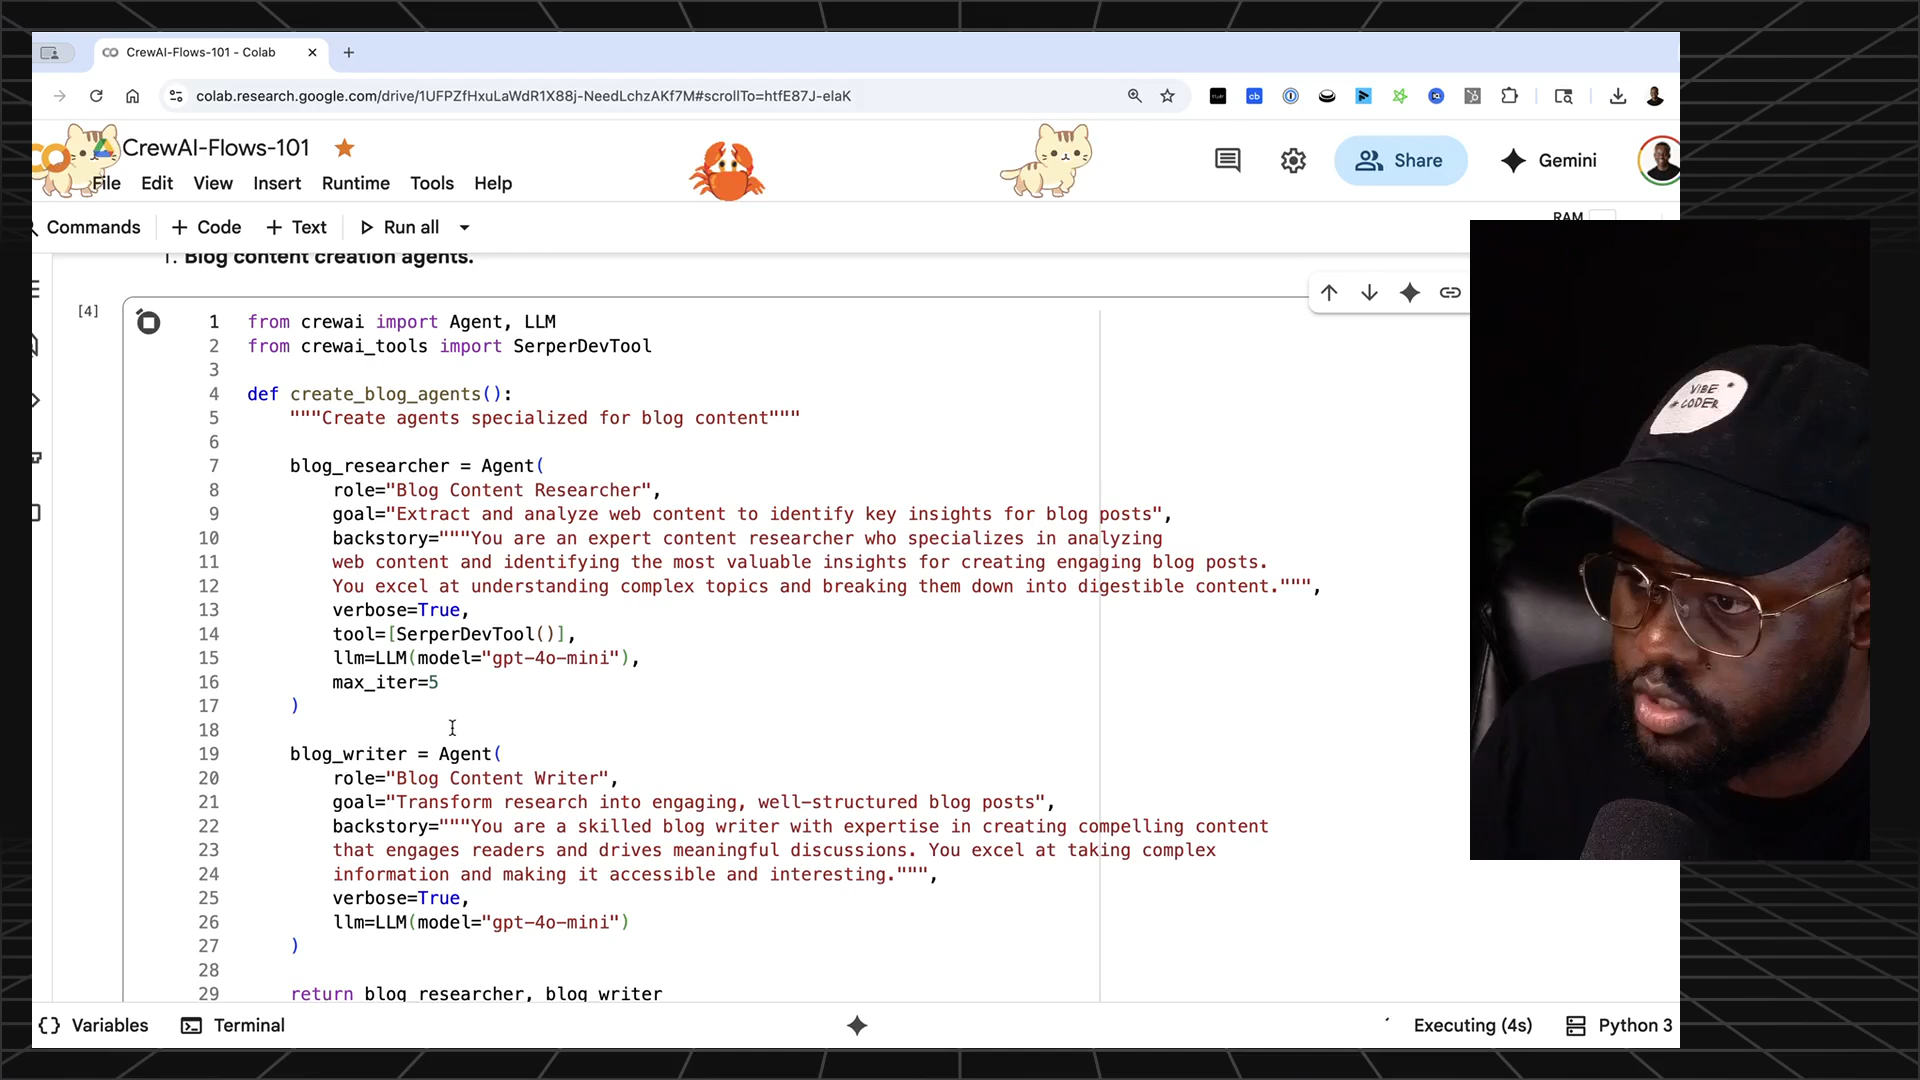 CrewAI-Flows-101 - Colab
colab.research.google.com/drive/1UFPZfHxuLaWdR1X88j-NeedLchzAKf7M#scrollTo=htfE87J-elaK
CrewAI-Flows-101
File Edit View Insert Runtime Tools Help
Share
Gemini
Commands + Code + Text Run all
RAM
1. Blog content creation agents.
[4]
1 from crewai import Agent, LLM
2 from crewai_tools import SerperDevTool
3
4 def create_blog_agents():
5 """Create agents specialized for blog content"""
6
7 blog_researcher = Agent(
8 role="Blog Content Researcher",
9 goal="Extract and analyze web content to identify key insights for blog posts",
10 backstory="""You are an expert content researcher who specializes in analyzing
11 web content and identifying the most valuable insights for creating engaging blog posts.
12 You excel at understanding complex topics and breaking them down into digestible content.""",
13 verbose=True,
14 tool=[SerperDevTool()],
15 llm=LLM(model="gpt-4o-mini"),
16 max_iter=5
17 )
18
19 blog_writer = Agent(
20 role="Blog Content Writer",
21 goal="Transform research into engaging, well-structured blog posts",
22 backstory="""You are a skilled blog writer with expertise in creating compelling content
23 that engages readers and drives meaningful discussions. You excel at taking complex
24 information and making it accessible and interesting.""",
25 verbose=True,
26 llm=LLM(model="gpt-4o-mini")
27 )
28
29 return blog_researcher, blog_writer
VIBE
CODER
Variables Terminal Executing (4s) Python 3